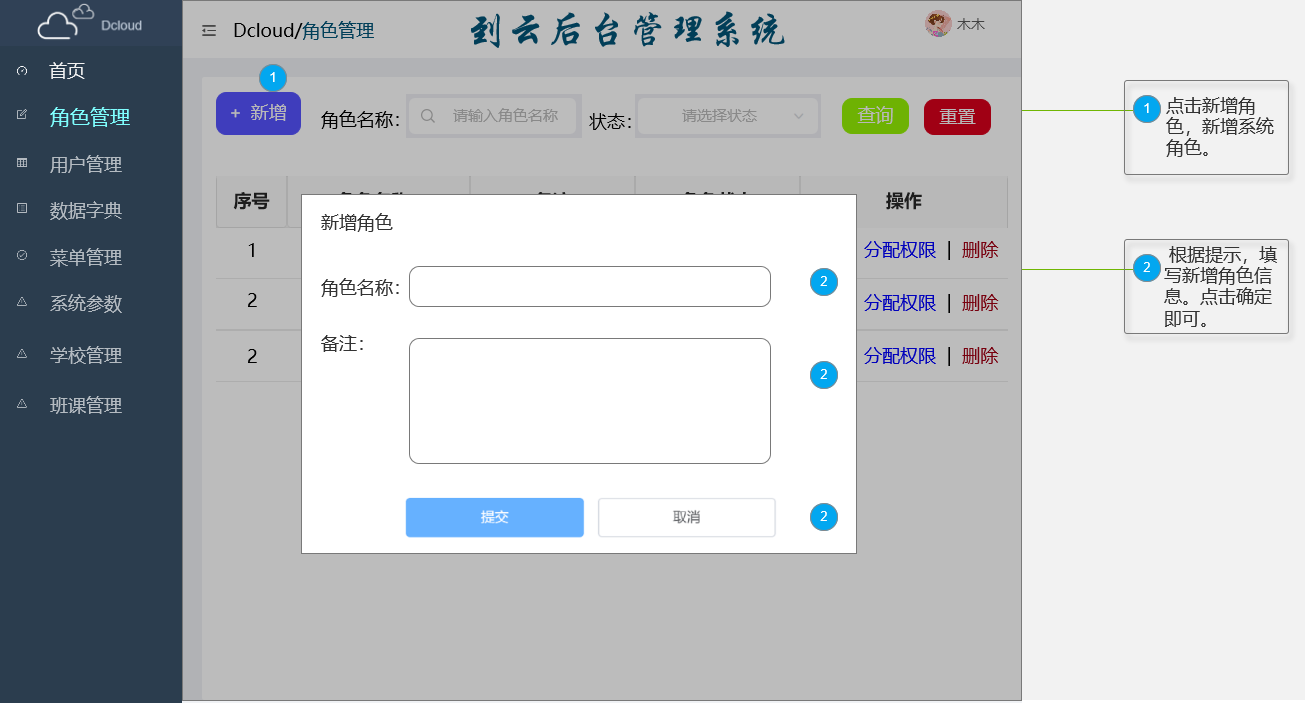 Dcloud
Dcloud/角色管理
到云后台管理系统
木木
首页
角色管理
用户管理
数据字典
菜单管理
系统参数
学校管理
班课管理
1
+ 新增
角色名称：
请输入角色名称
状态：
请选择状态
查询
重置
序号
操作
1
分配权限 | 删除
2
分配权限 | 删除
2
分配权限 | 删除
新增角色
角色名称：
2
备注：
2
提交
取消
2
1
点击新增角
色，新增系统
角色。
2
根据提示，填
写新增角色信
息。点击确定
即可。